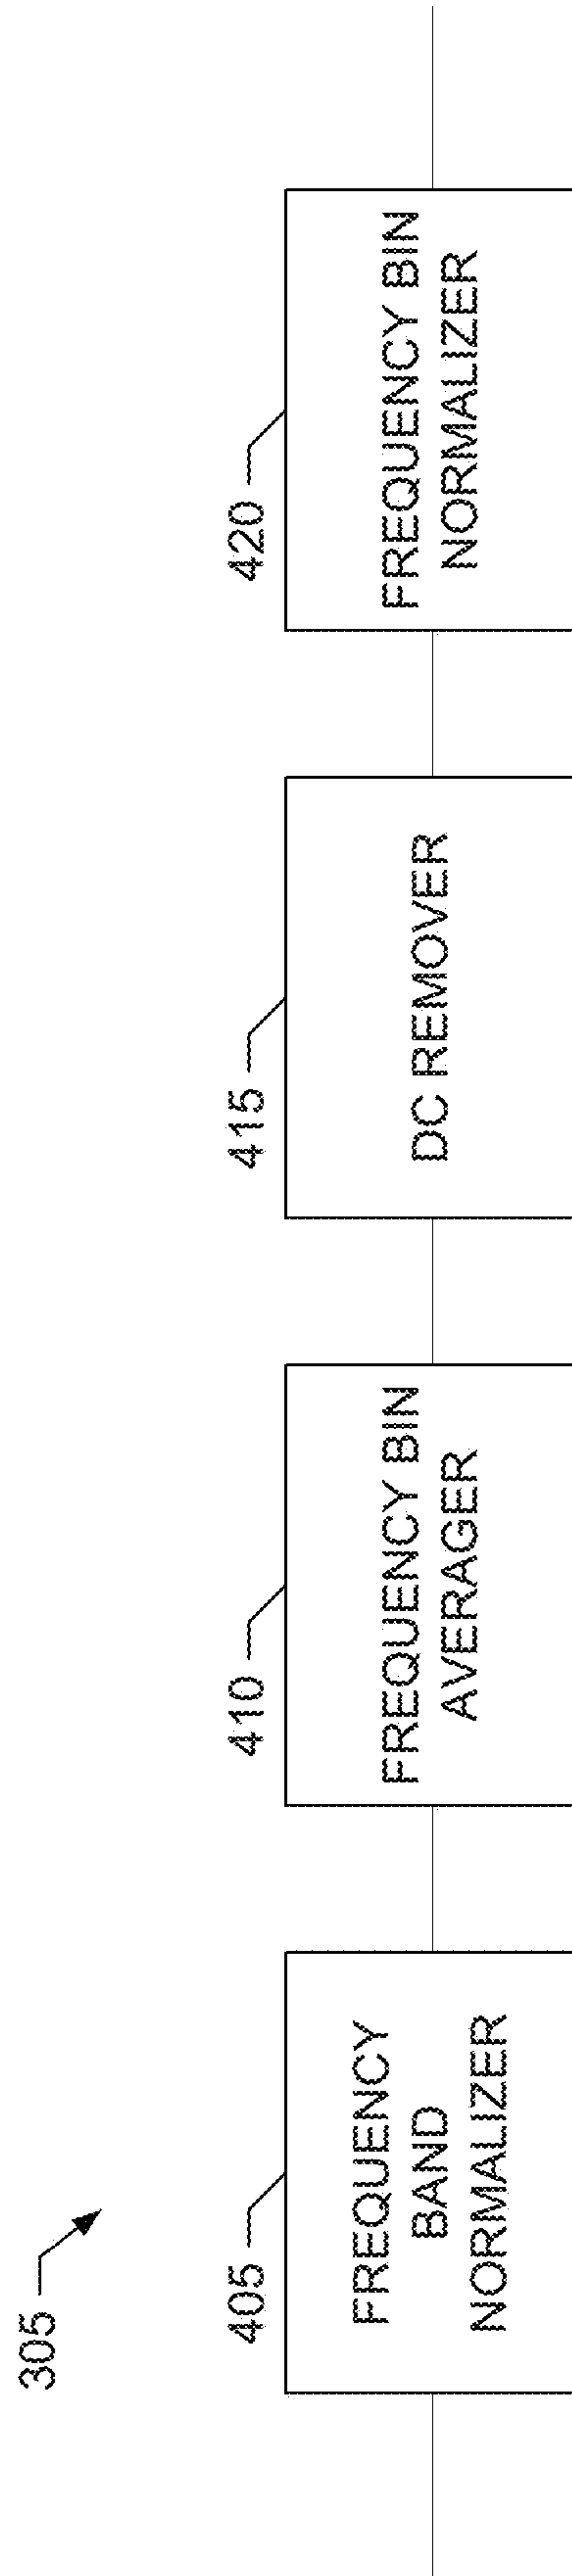 305
405
FREQUENCY
BAND
NORMALIZER
410
FREQUENCY BIN
AVERAGER
415
DC REMOVER
420
FREQUENCY BIN
NORMALIZER